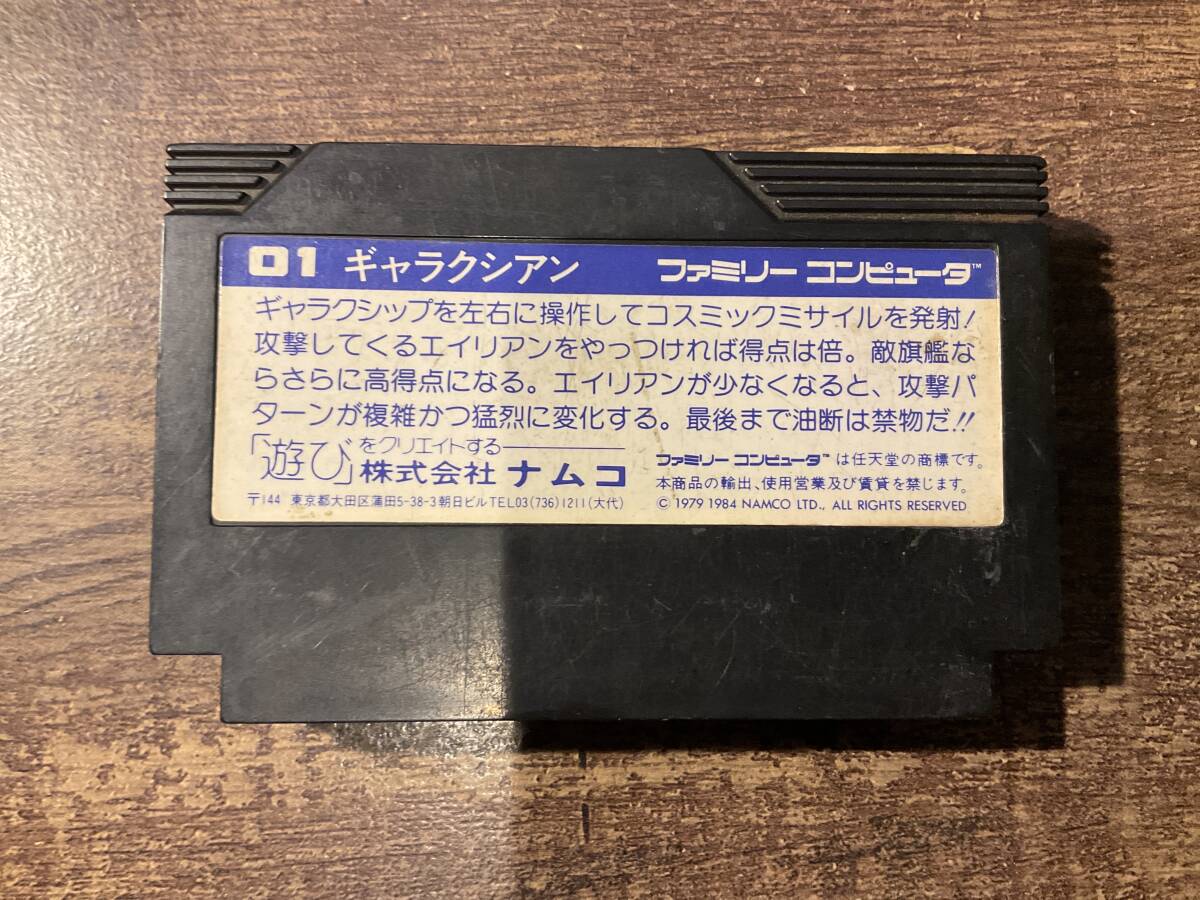 01 ギャラクシアン ファミリー コンピュータ™
ギャラクシップを左右に操作してコスミックミサイルを発射!
攻撃してくるエイリアンをやっつければ得点は倍。敵旗艦な
らさらに高得点になる。エイリアンが少なくなると、攻撃パ
ターンが複雑かつ猛烈に変化する。最後まで油断は禁物だ!!
「遊び」をクリエイトする
株式会社 ナムコ
〒144 東京都大田区蒲田5-38-3朝日ビル TEL03(736)1211(大代)
ファミリー コンピュータ™ は任天堂の商標です。
本商品の輸出、使用営業及び賃貸を禁じます。
© 1979 1984 NAMCO LTD., ALL RIGHTS RESERVED